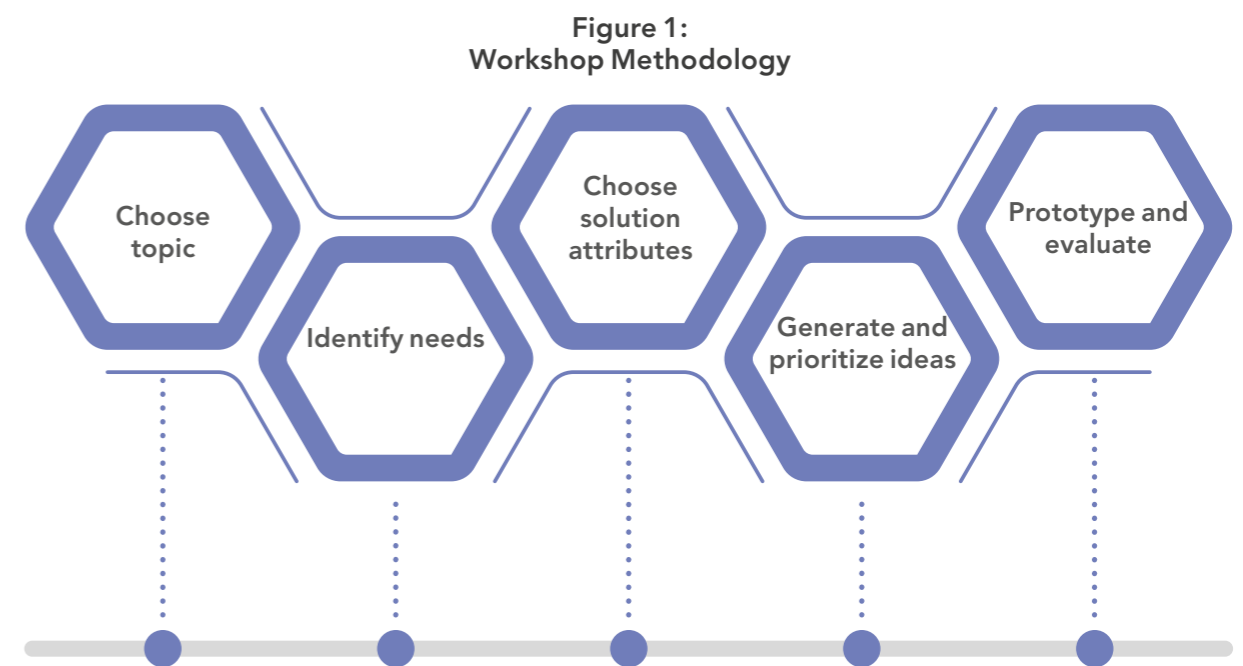 Figure 1:
Workshop Methodology
Choose
topic
Identify needs
Choose
solution
attributes
Generate and
prioritize ideas
Prototype and
evaluate